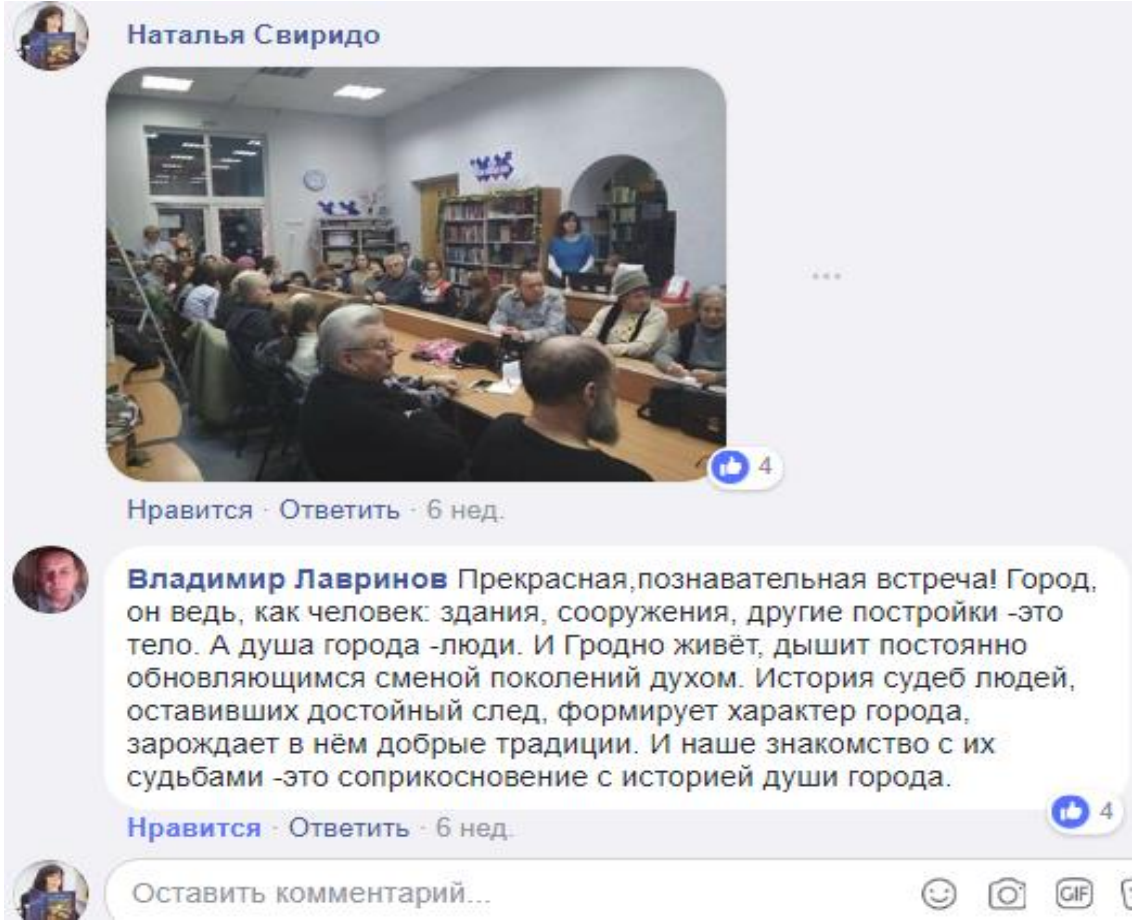 Наталья Свиридо
4
Нравится · Ответить · 6 нед.
Владимир Лавринов Прекрасная,познавательная встреча! Город,
он ведь, как человек: здания, сооружения, другие постройки -это
тело. А душа города -люди. И Гродно живёт, дышит постоянно
обновляющимся сменой поколений духом. История судеб людей,
оставивших достойный след, формирует характер города,
зарождает в нём добрые традиции. И наше знакомство с их
судьбами -это соприкосновение с историей души города.
4
Нравится · Ответить · 6 нед.
Оставить комментарий...
GIF